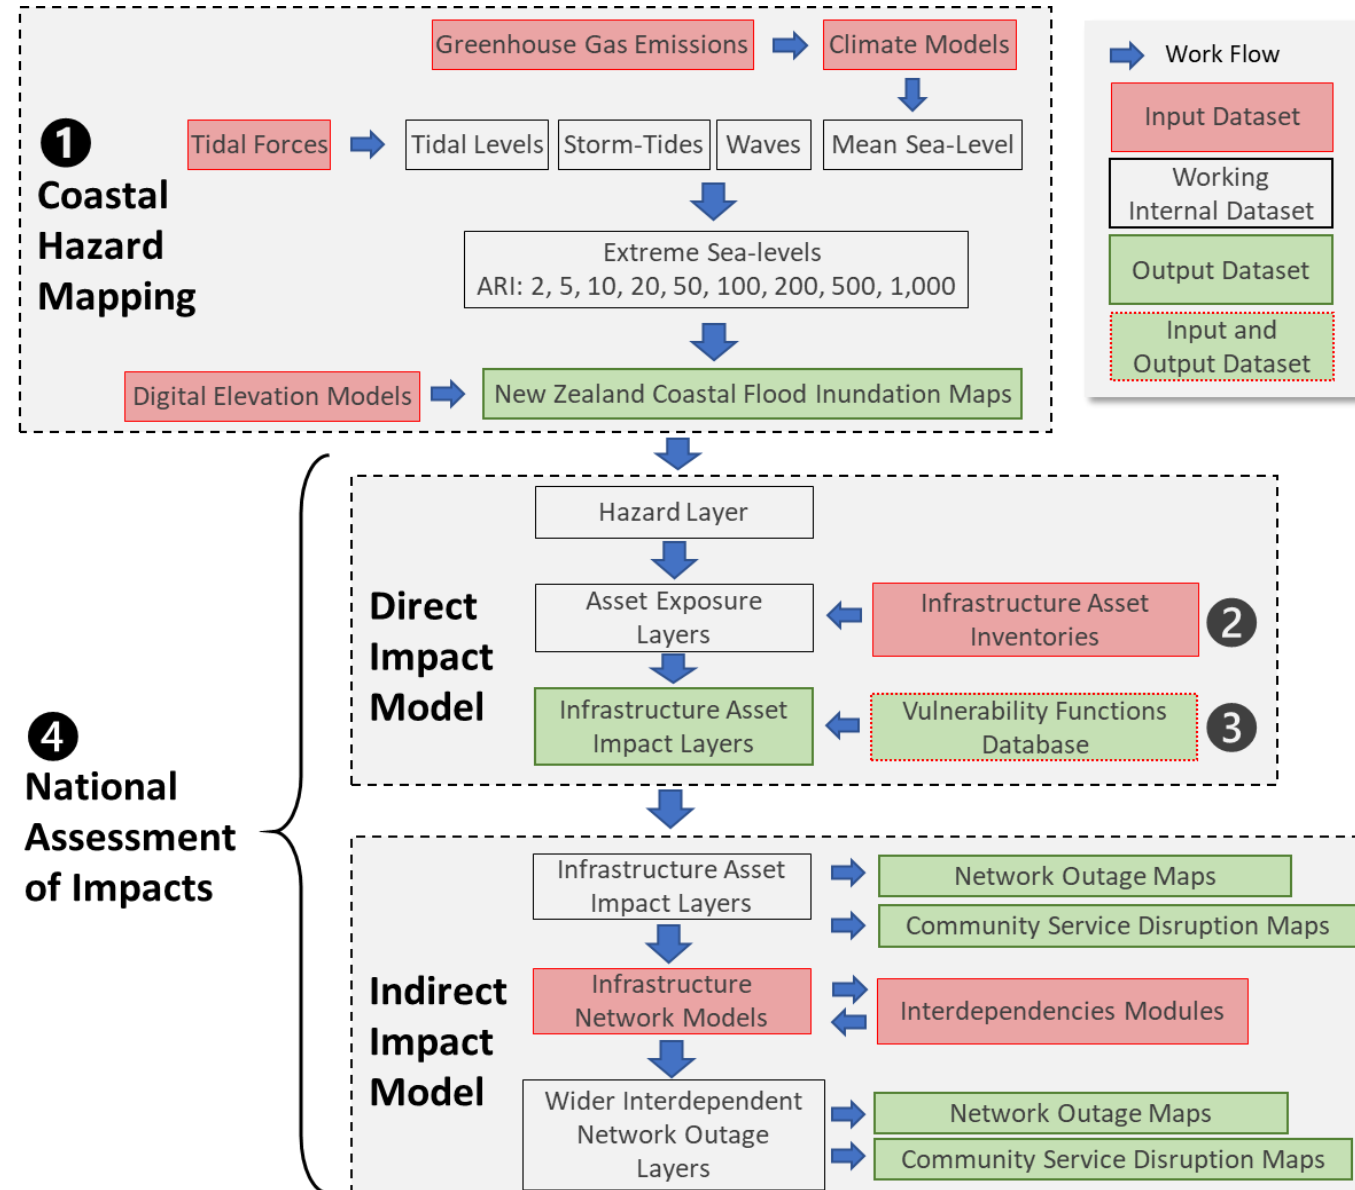 Greenhouse Gas Emissions
Climate Models
Work Flow
Input Dataset
Working
Internal Dataset
Output Dataset
Input and
Output Dataset
❶
Coastal
Hazard
Mapping
Tidal Forces
Tidal Levels
Storm-Tides
Waves
Mean Sea-Level
Extreme Sea-levels
ARI: 2, 5, 10, 20, 50, 100, 200, 500, 1,000
Digital Elevation Models
New Zealand Coastal Flood Inundation Maps
❹
National
Assessment
of Impacts
Direct
Impact
Model
Hazard Layer
Asset Exposure
Layers
Infrastructure Asset
Inventories
❷
Infrastructure Asset
Impact Layers
Vulnerability Functions
Database
❸
Indirect
Impact
Model
Infrastructure Asset
Impact Layers
Network Outage Maps
Community Service Disruption Maps
Infrastructure
Network Models
Interdependencies Modules
Wider Interdependent
Network Outage
Layers
Network Outage Maps
Community Service Disruption Maps